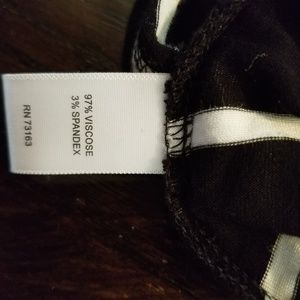 97% VISCOSE
3% SPANDEX
RN 73163